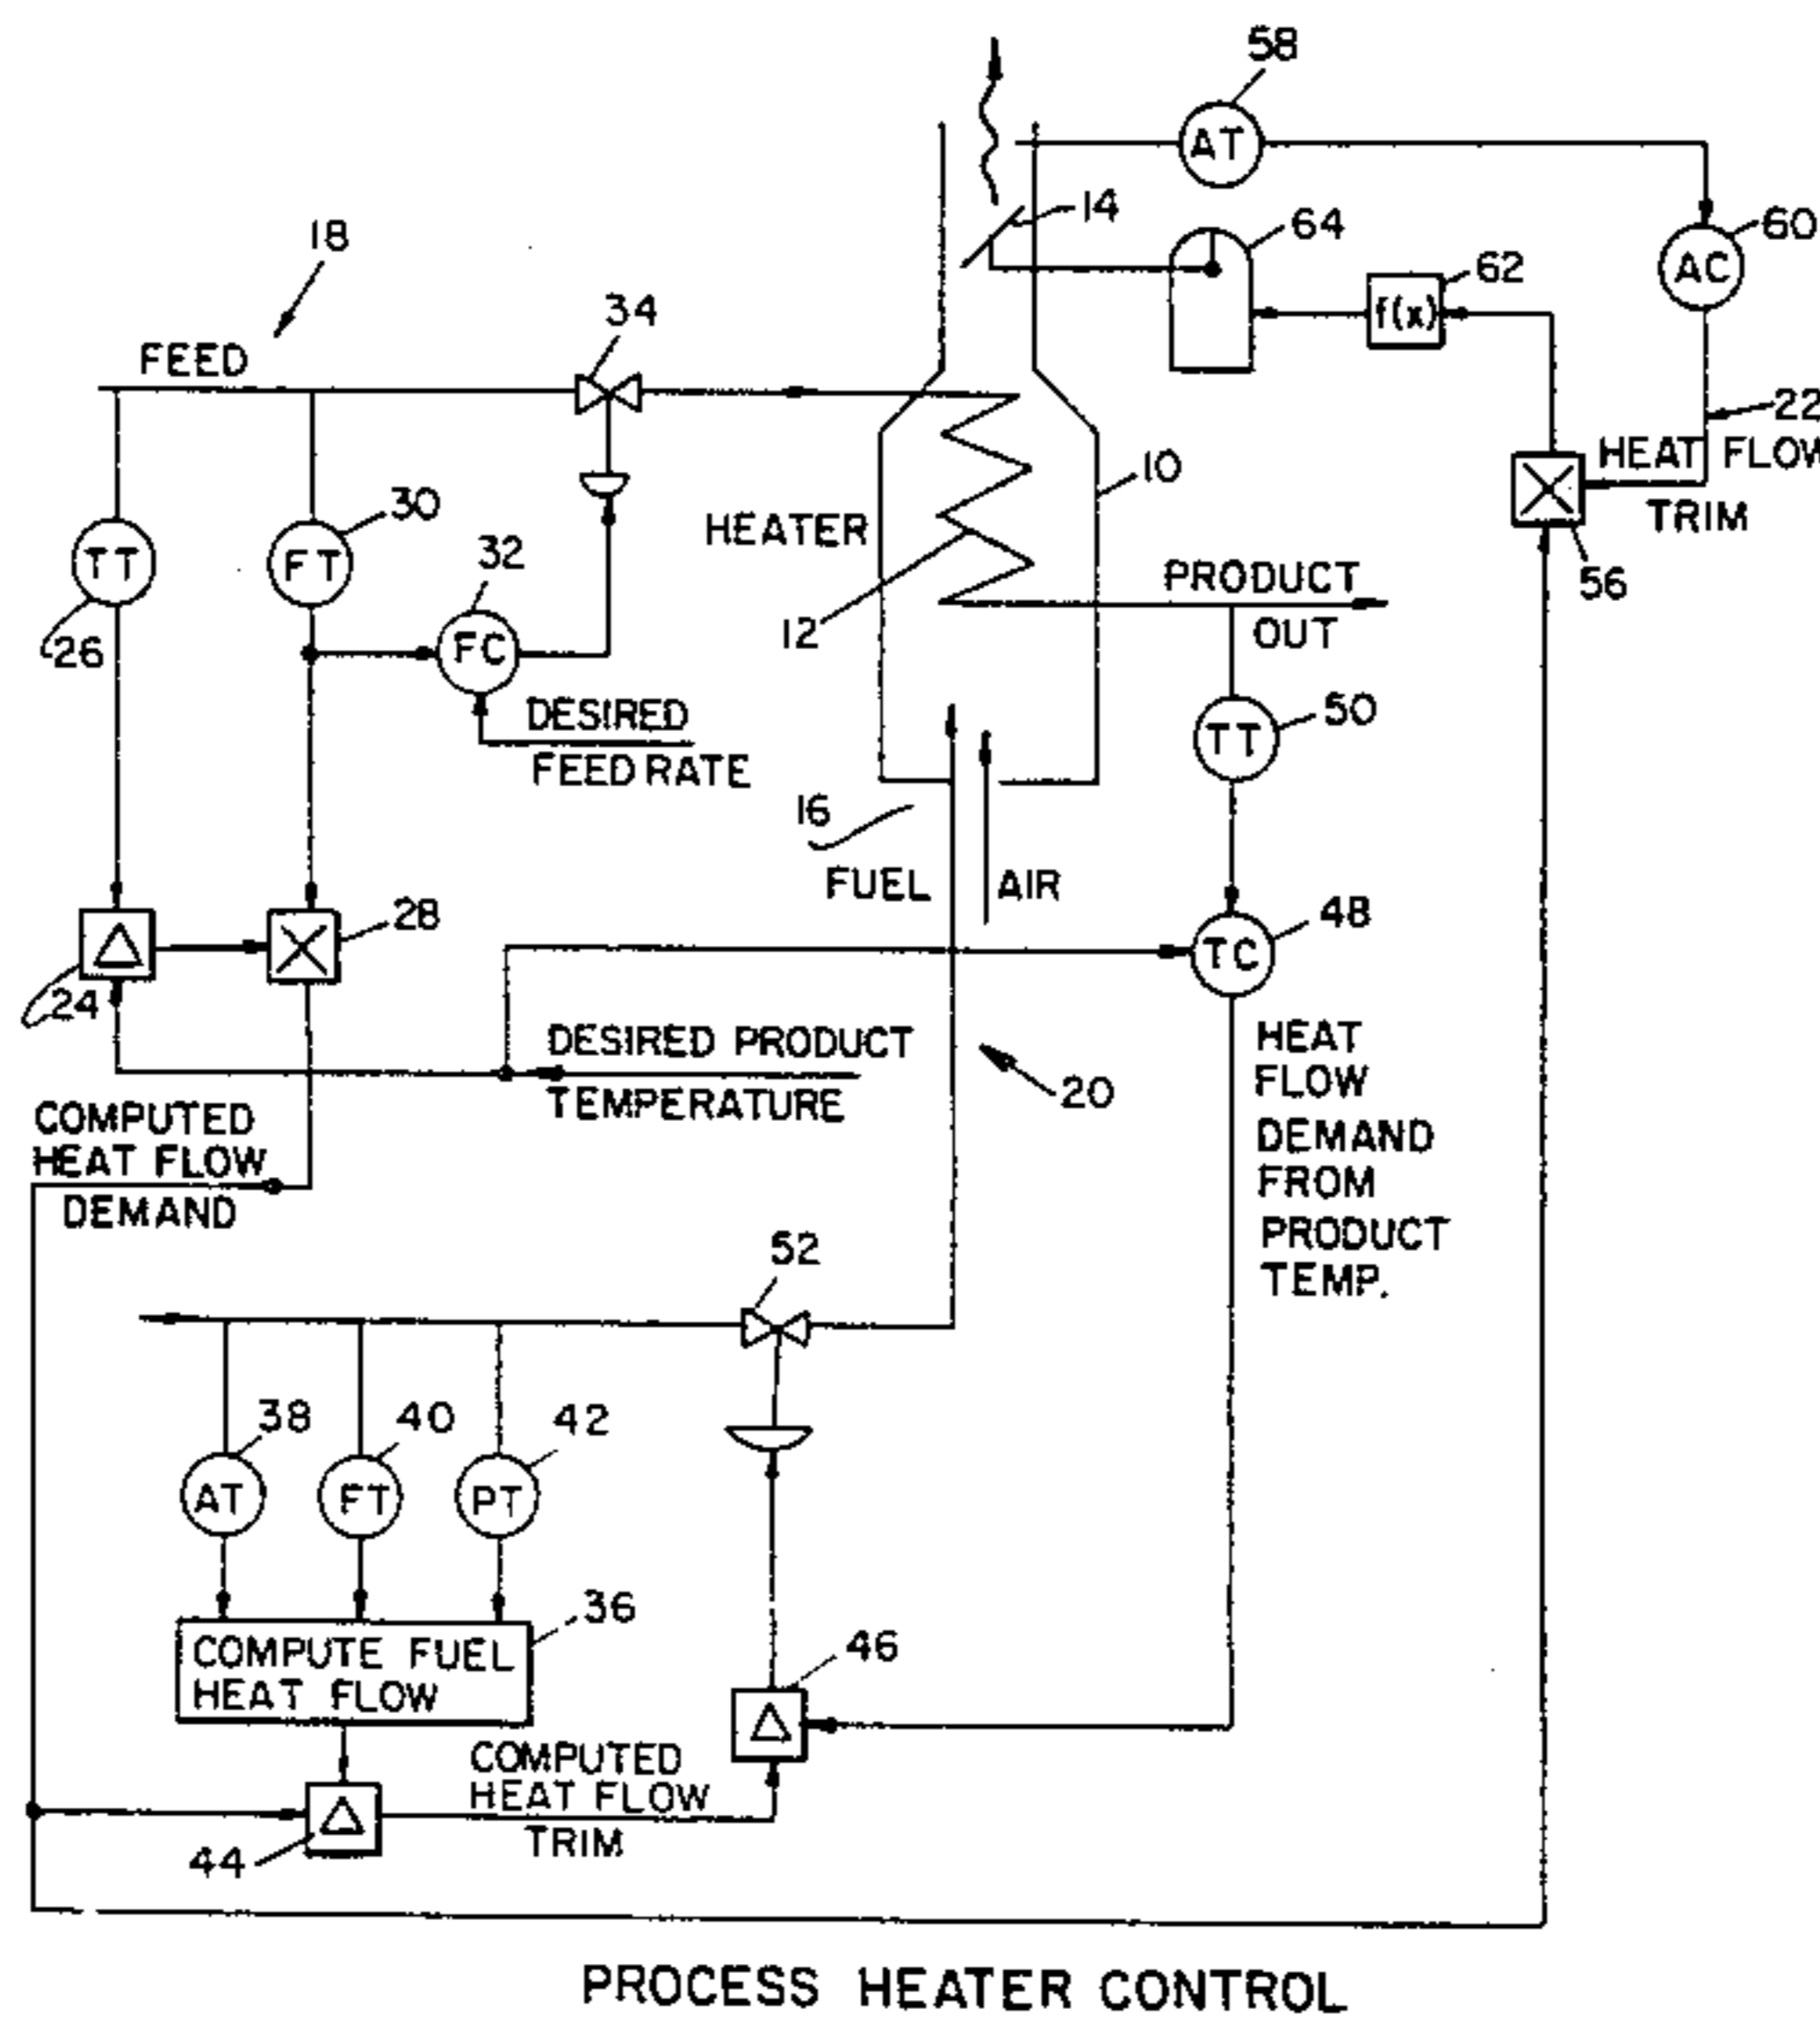 58
AT
14
64
60
AC
18
62
f(x)
34
FEED
22
10
HEAT FLOW
30
HEATER
TRIM
TT
FT
32
56
PRODUCT
26
FC
12
OUT
DESIRED
50
TT
FEED RATE
16
FUEL
AIR
28
48
TC
24
DESIRED PRODUCT
HEAT
FLOW
TEMPERATURE
20
COMPUTED
HEAT FLOW
DEMAND
DEMAND
FROM
PRODUCT
TEMP.
52
38
40
42
AT
FT
PT
36
COMPUTE FUEL
HEAT FLOW
46
COMPUTED
HEAT FLOW
TRIM
44
PROCESS HEATER CONTROL